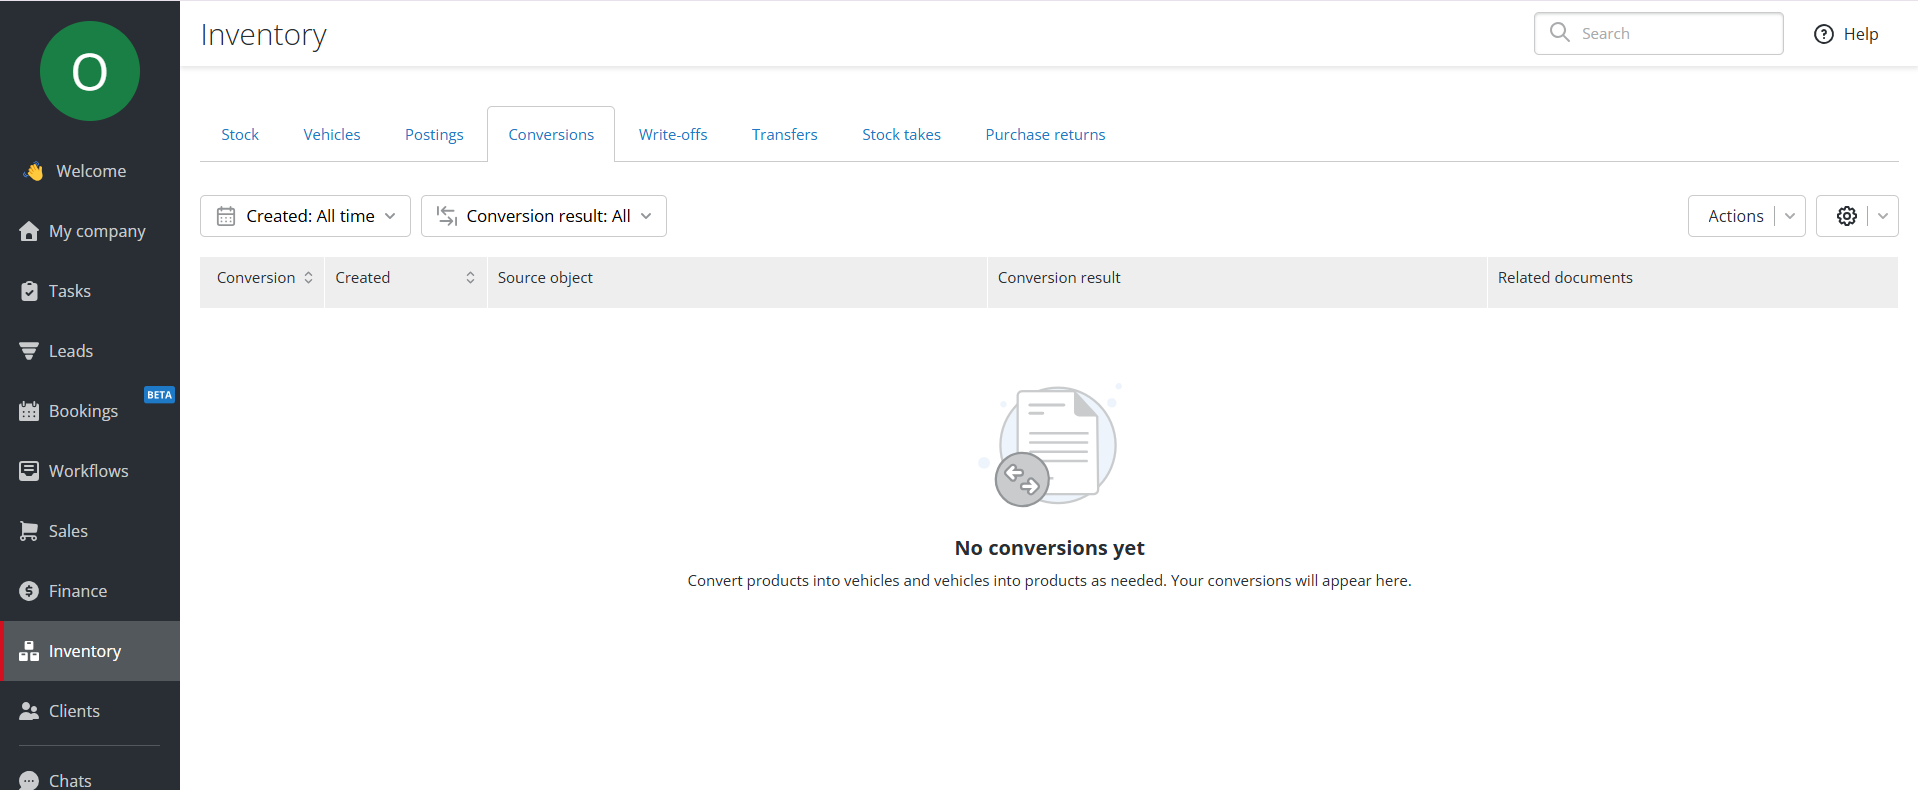 O
Inventory
Search
Help
Welcome
My company
Tasks
Leads
BETA
Bookings
Workflows
Sales
Finance
Inventory
Clients
Chats
Stock Vehicles Postings Conversions Write-offs Transfers Stock takes Purchase returns
Created: All time Conversion result: All Actions
Conversion Created Source object Conversion result Related documents
No conversions yet
Convert products into vehicles and vehicles into products as needed. Your conversions will appear here.